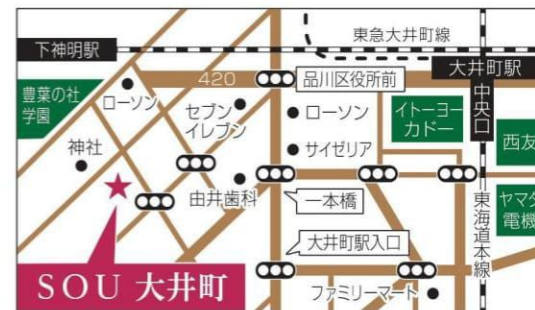 東急大井町線
下神明駅
大井町駅
420
品川区役所前
中央口
豊葉の社
学園
ローソン
セブン
イレブン
ローソン
イトーヨー
カドー
西友
神社
サイゼリア
由井歯科
一本橋
東海道本線
ヤマダ
電機
大井町駅入口
SOU 大井町
ファミリーマート